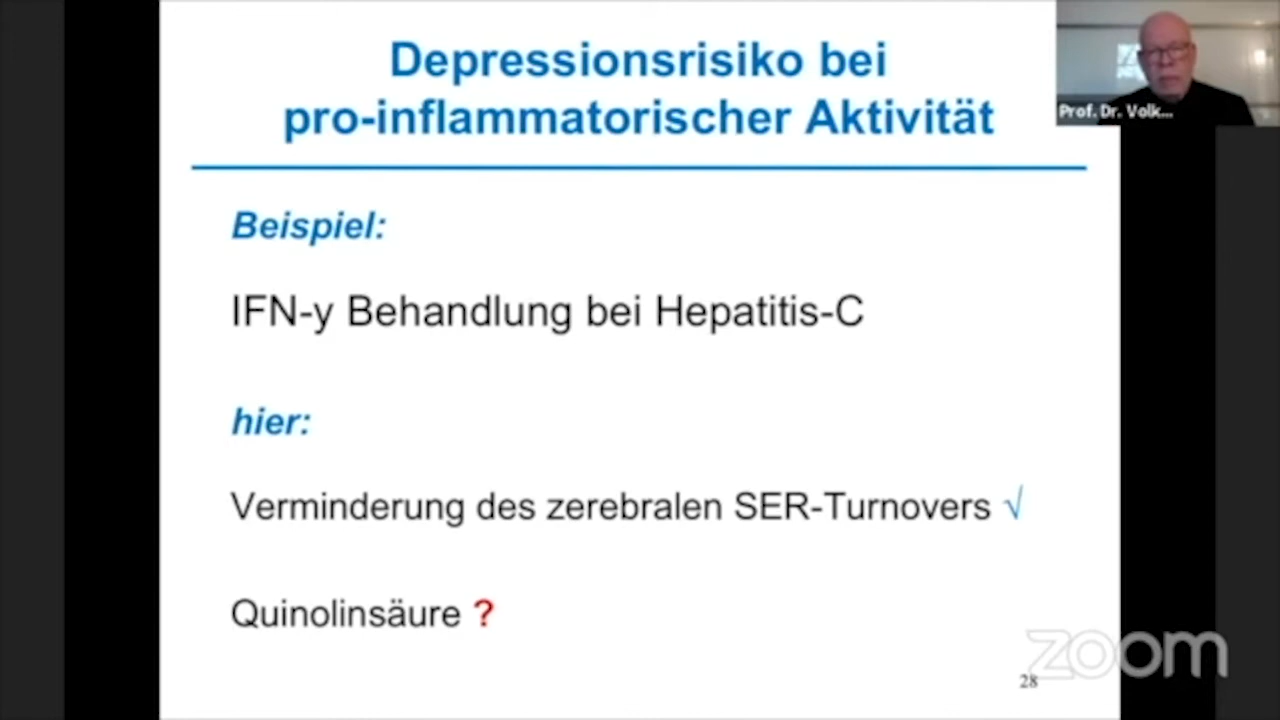 Depressionsrisiko bei
pro-inflammatorischer Aktivität
Prof. Dr. Volk...
Beispiel:
IFN-y Behandlung bei Hepatitis-C
hier:
Verminderung des zerebralen SER-Turnovers √
Quinolinsäure ?
zoom
28